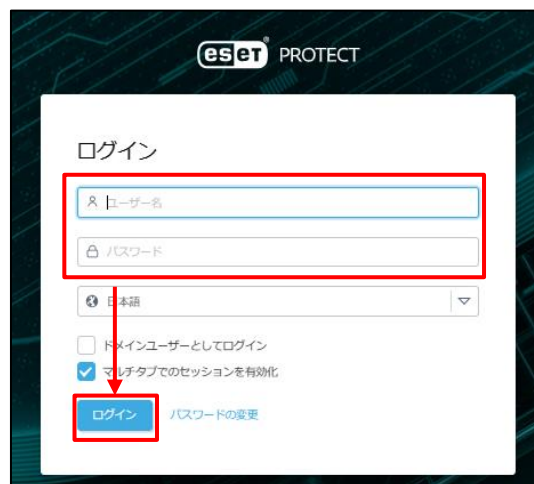 eset® PROTECT
ログイン
ユーザー名
パスワード
日本語
ドメインユーザーとしてログイン
マルチタブでのセッションを有効化
ログイン パスワードの変更